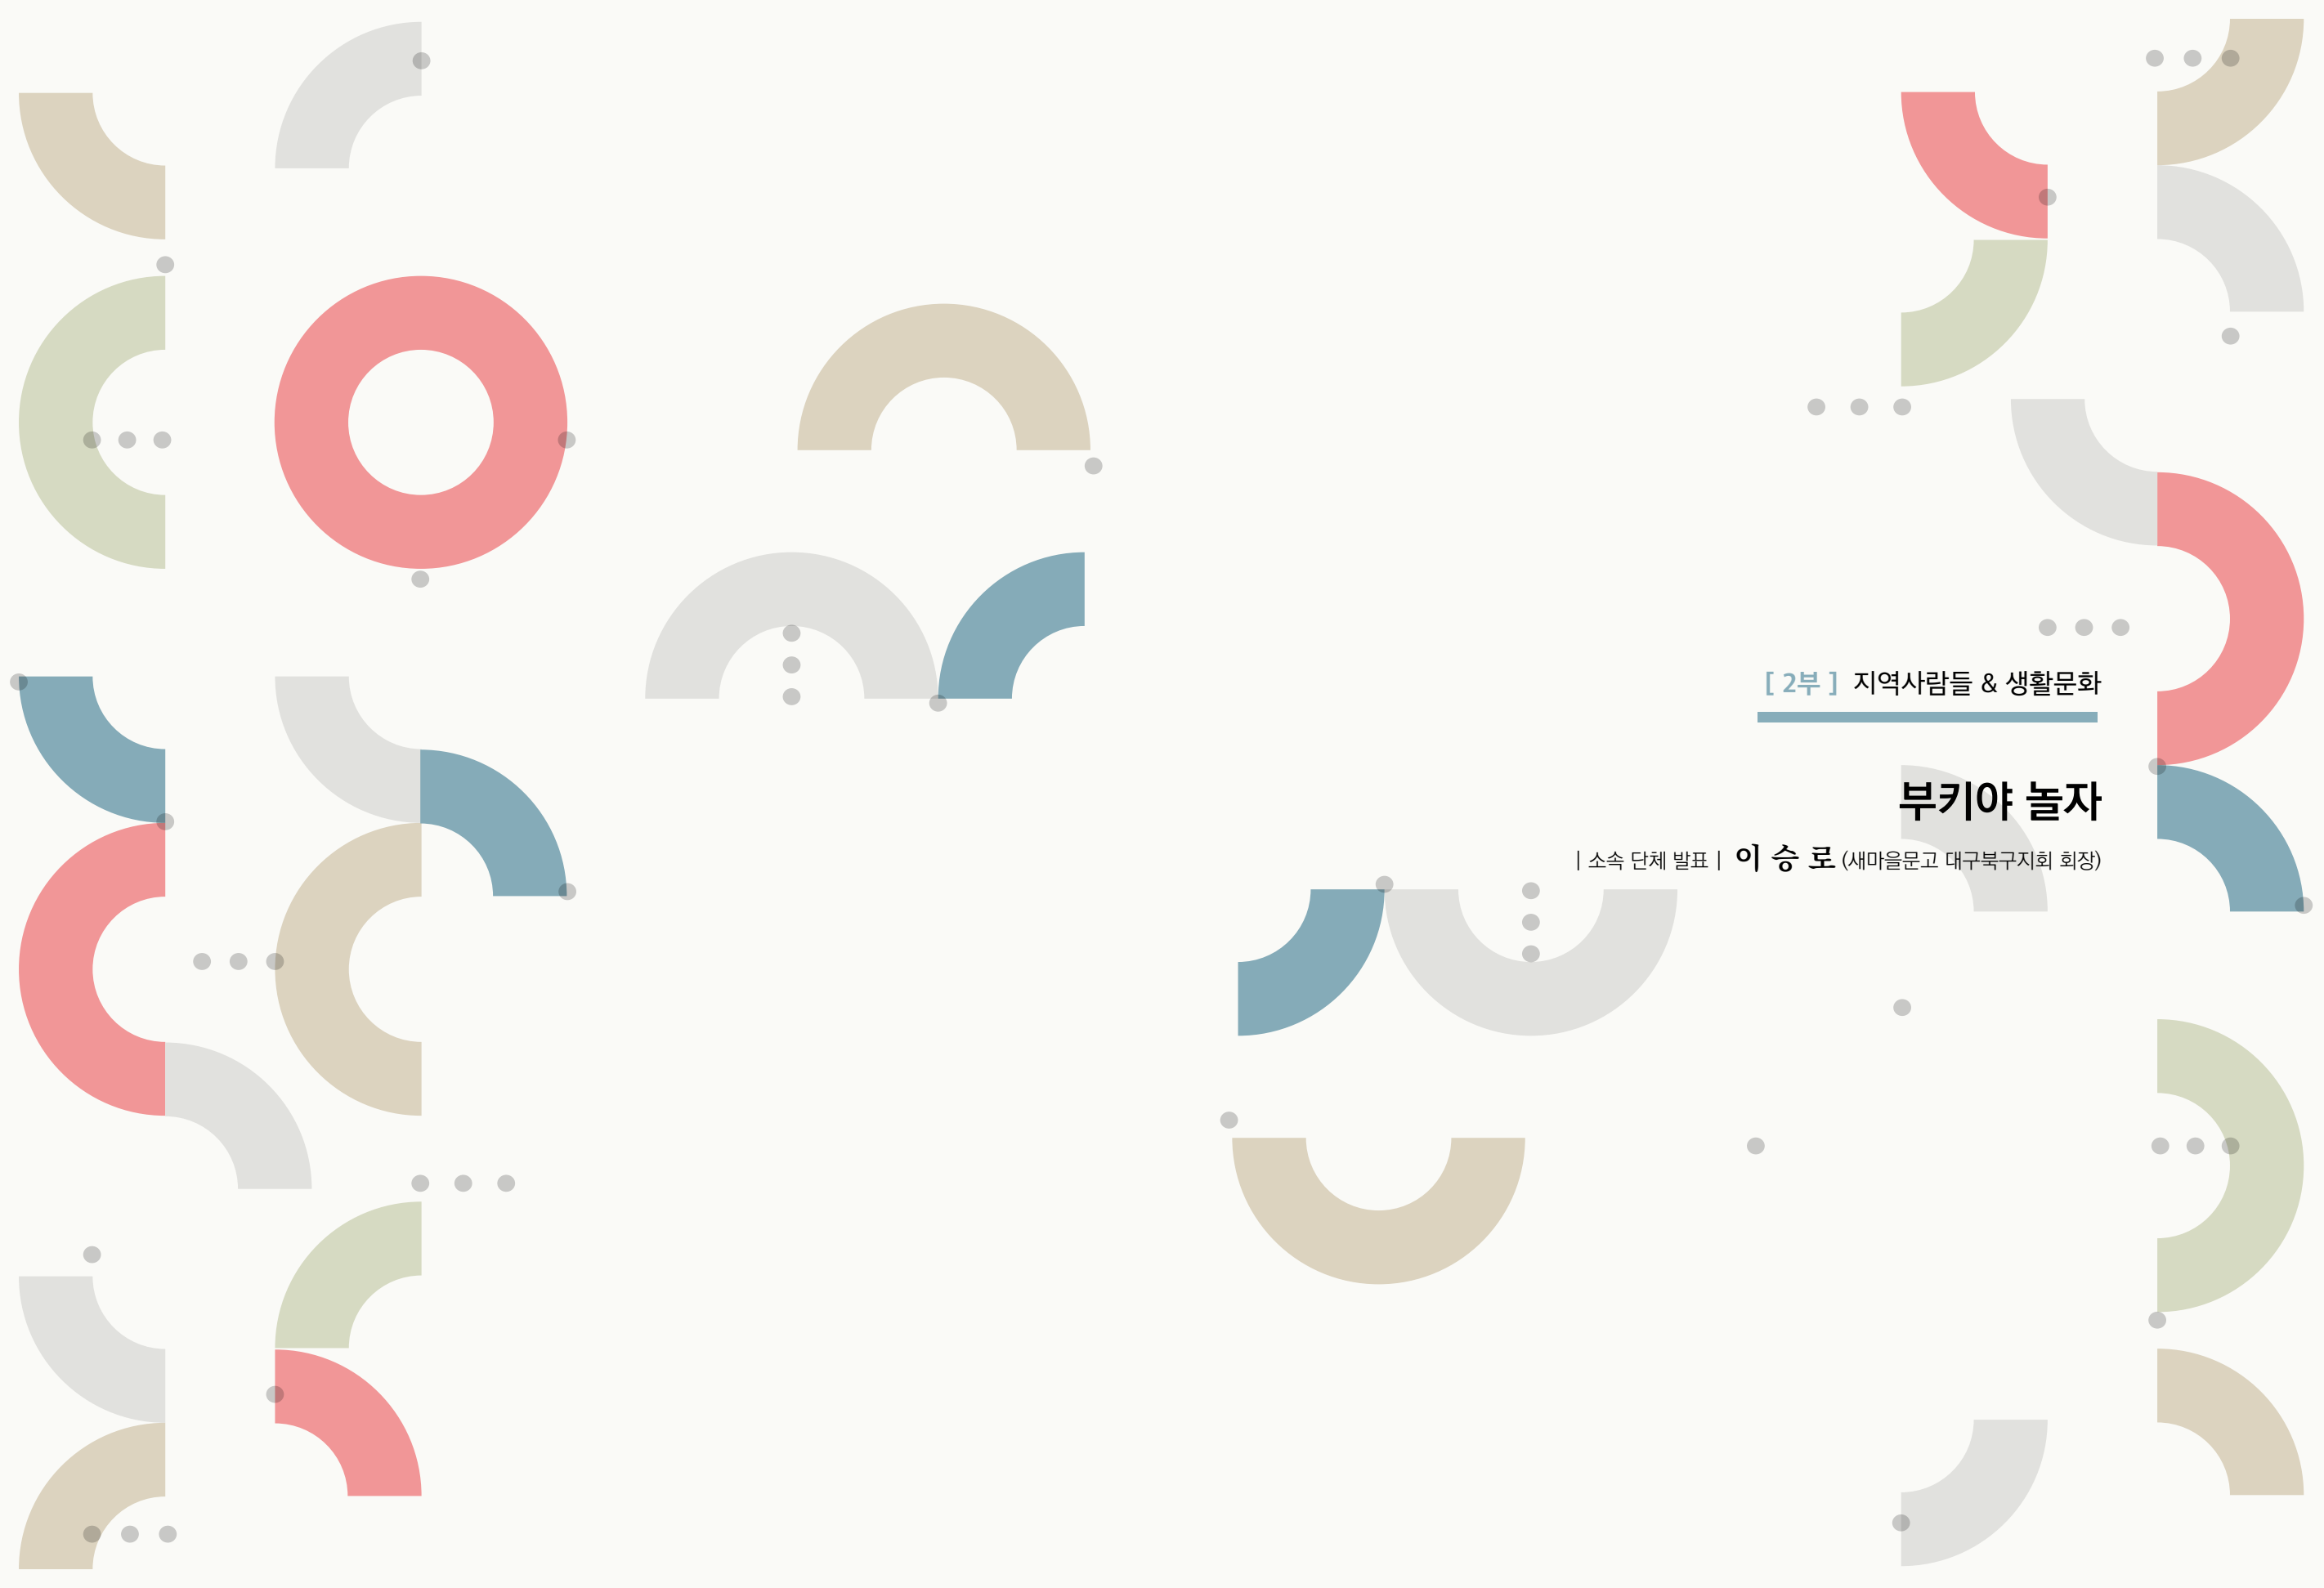 [ 2부 ] 지역사람들 & 생활문화
부기야 놀자
| 소속 단체 발표 | 이 승 로 (새마을문고 대구북구지회 회장)